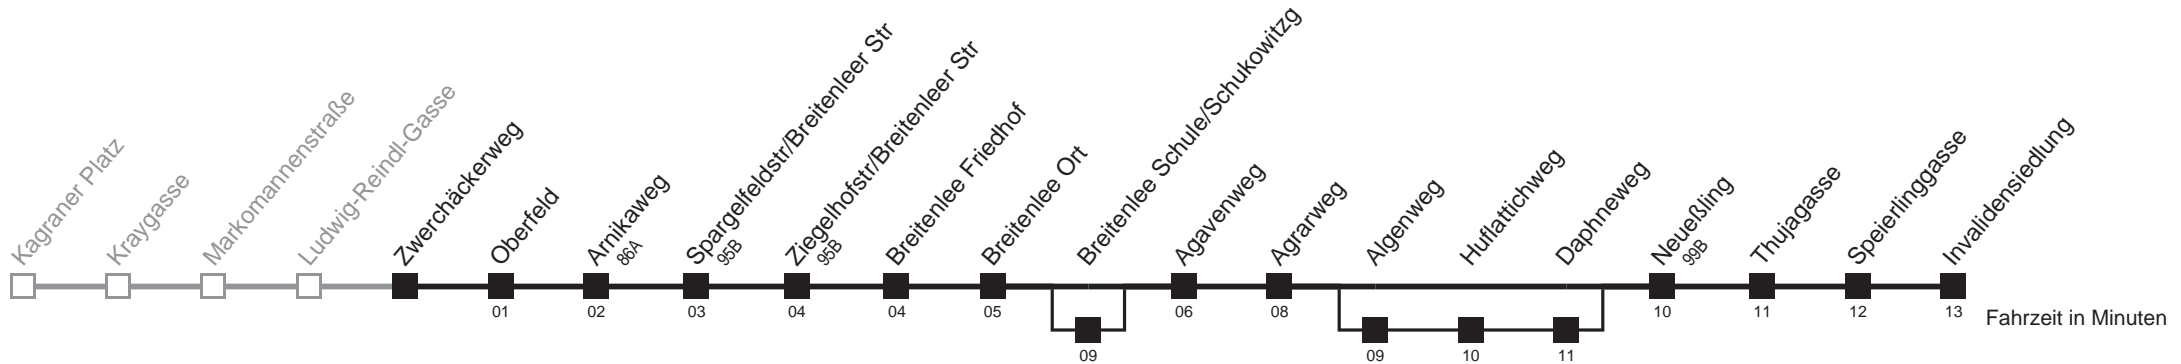 Kagraner Platz
Kraygasse
Markomannenstraße
Ludwig-Reindl-Gasse
Zwerchäckerweg
Oberfeld
Arnikaweg
86A
Spargelfeldstr/Breitenleer Str
95B
Ziegelhofstr/Breitenleer Str
95B
Breitenlee Friedhof
Breitenlee Ort
Breitenlee Schule/Schukowitzg
Agavenweg
Agrarweg
Algenweg
Huflattichweg
Daphneweg
Neueßling
99B
Thujagasse
Speierlinggasse
Invalidensiedlung
01 02 03 04 04 05 06 08 10 11 12 13
Fahrzeit in Minuten
09 09 10 11